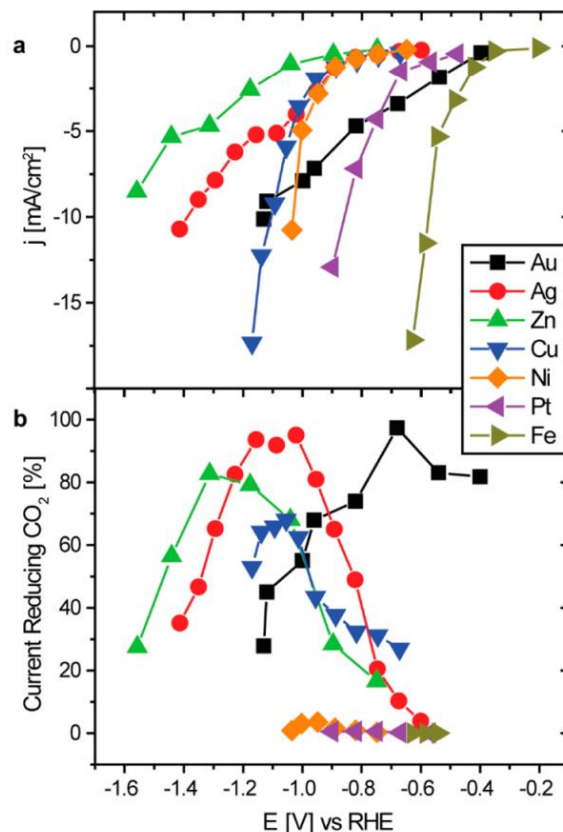 a
0
-5
-10
-15
j [mA/cm²]
Au
Ag
Zn
Cu
Ni
Pt
Fe
b
100
80
60
40
20
0
Current Reducing CO₂ [%]
-1.6 -1.4 -1.2 -1.0 -0.8 -0.6 -0.4 -0.2
E [V] vs RHE